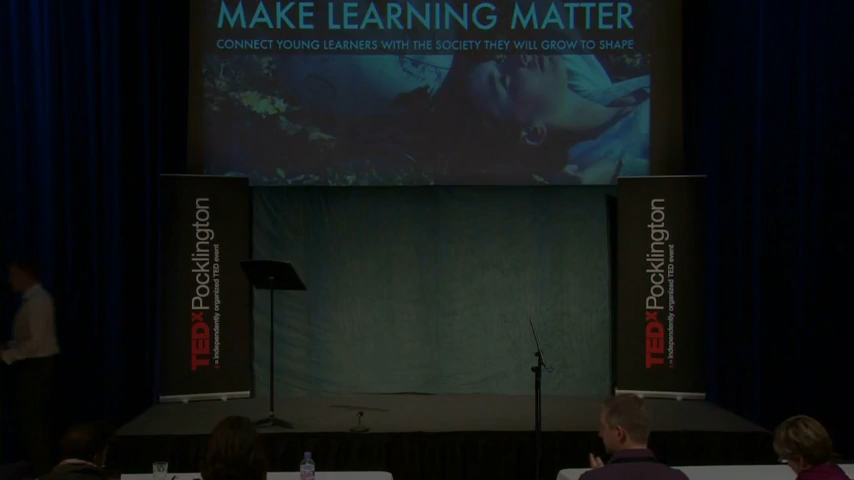 MAKE LEARNING MATTER
CONNECT YOUNG LEARNERS WITH THE SOCIETY THEY WILL GROW TO SHAPE
TEDxPocklington
x = independently organized TED event
TEDxPocklington
x = independently organized TED event